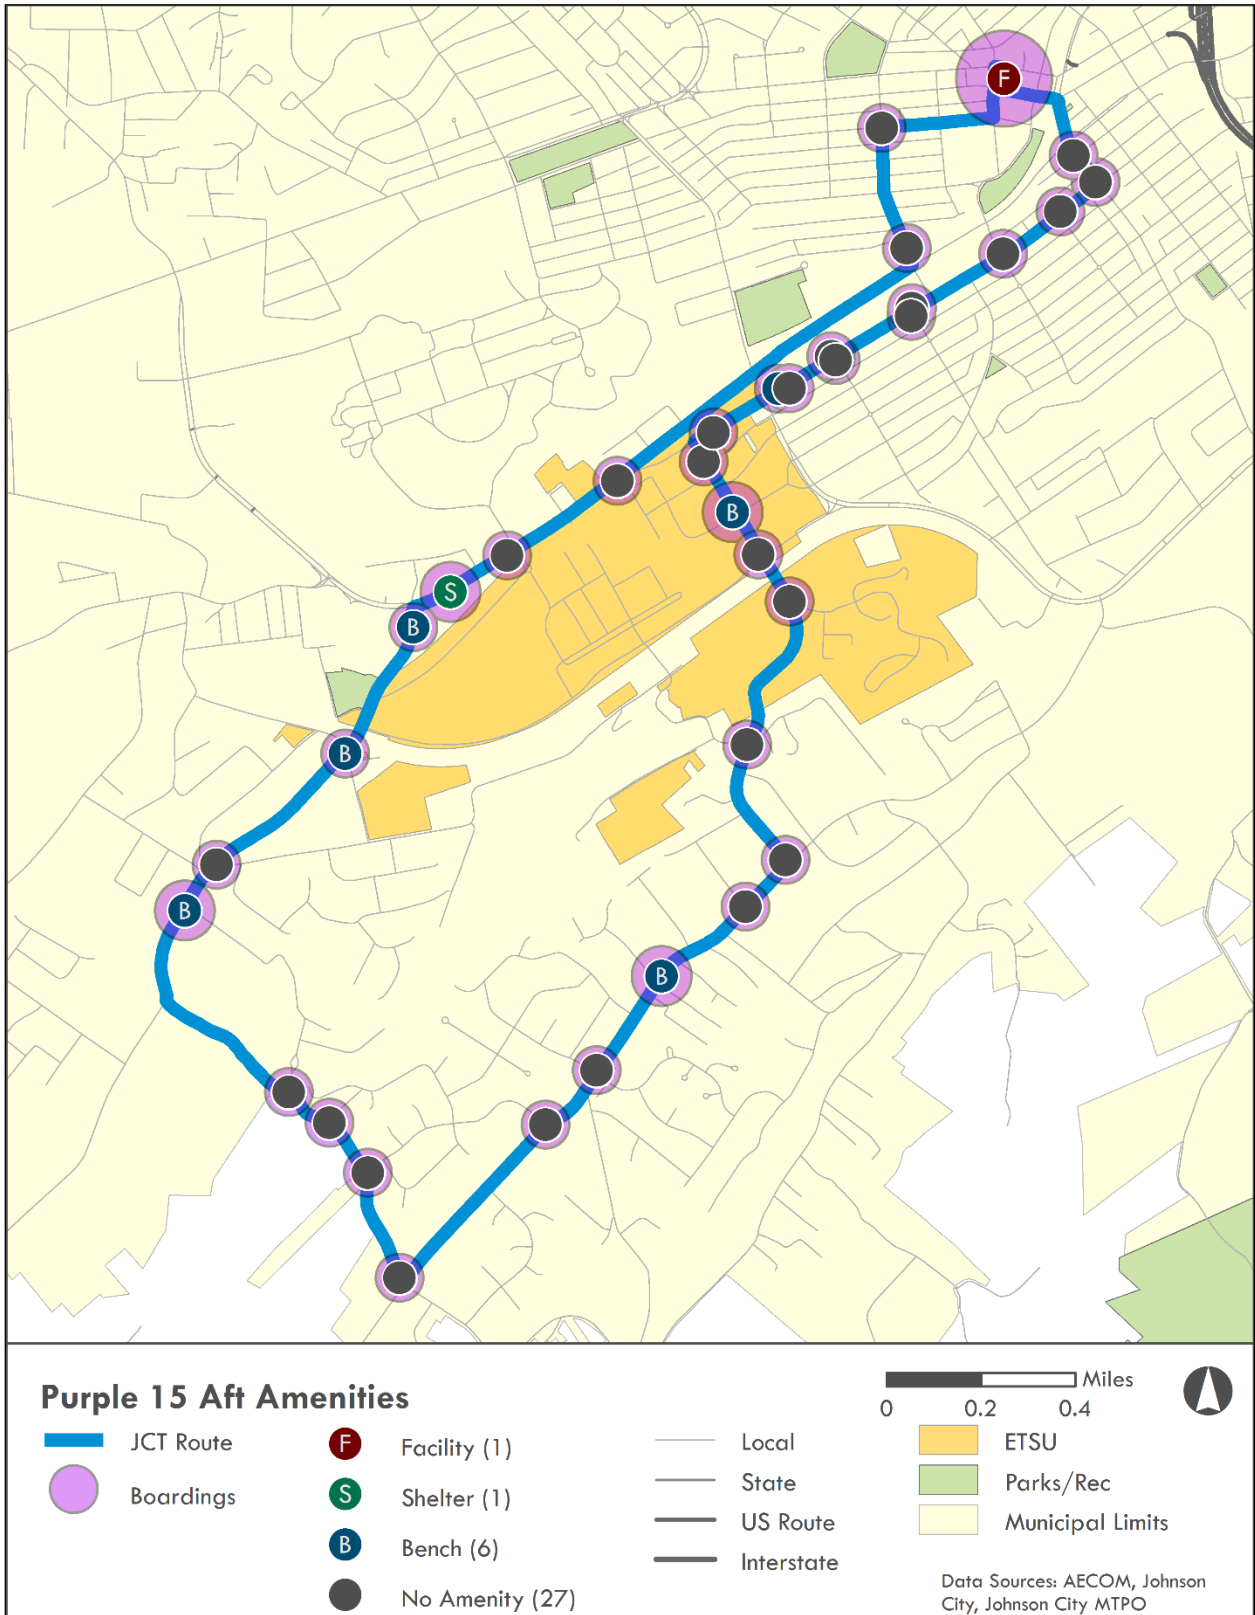 F
S
B
B
B
B
B
Purple 15 Aft Amenities
JCT Route
Boardings
F Facility (1)
S Shelter (1)
B Bench (6)
No Amenity (27)
Local
State
US Route
Interstate
Miles
0 0.2 0.4
ETSU
Parks/Rec
Municipal Limits
Data Sources: AECOM, Johnson
City, Johnson City MTPO